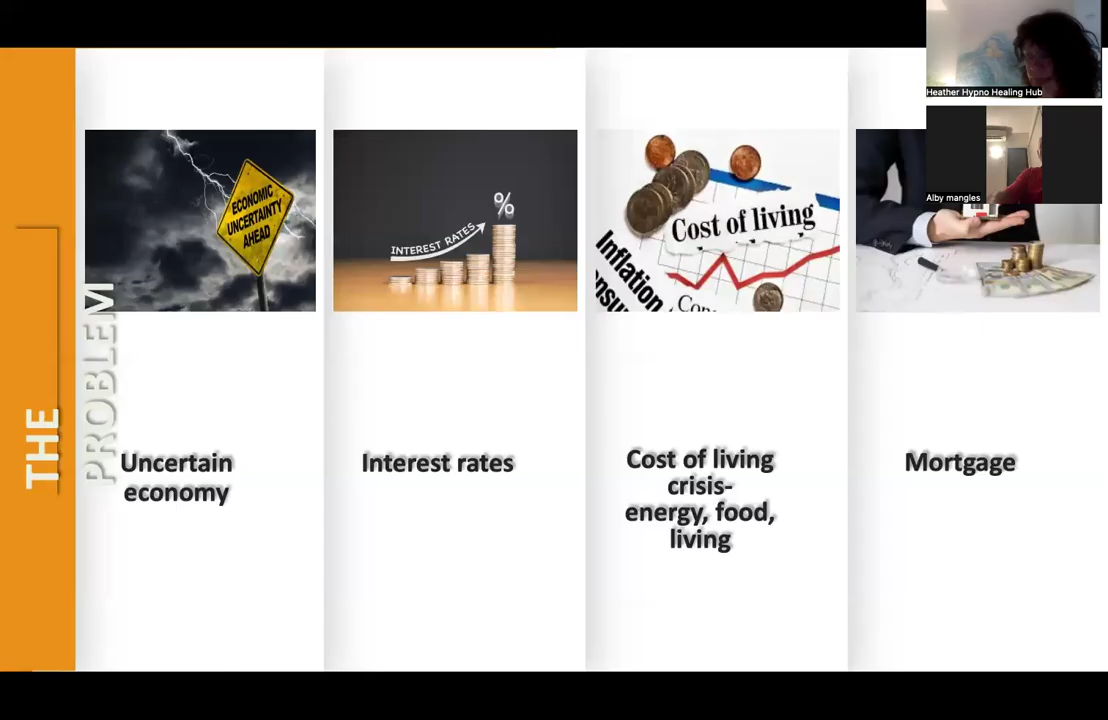 THE
PROBLEM
ECONOMIC
UNCERTAINTY
AHEAD
INTEREST RATES
%
Cost of living
Inflation
Uncertain
economy
Interest rates
Cost of living
crisis-
energy, food,
living
Mortgage
Heather Hypno Healing Hub
Alby mangles